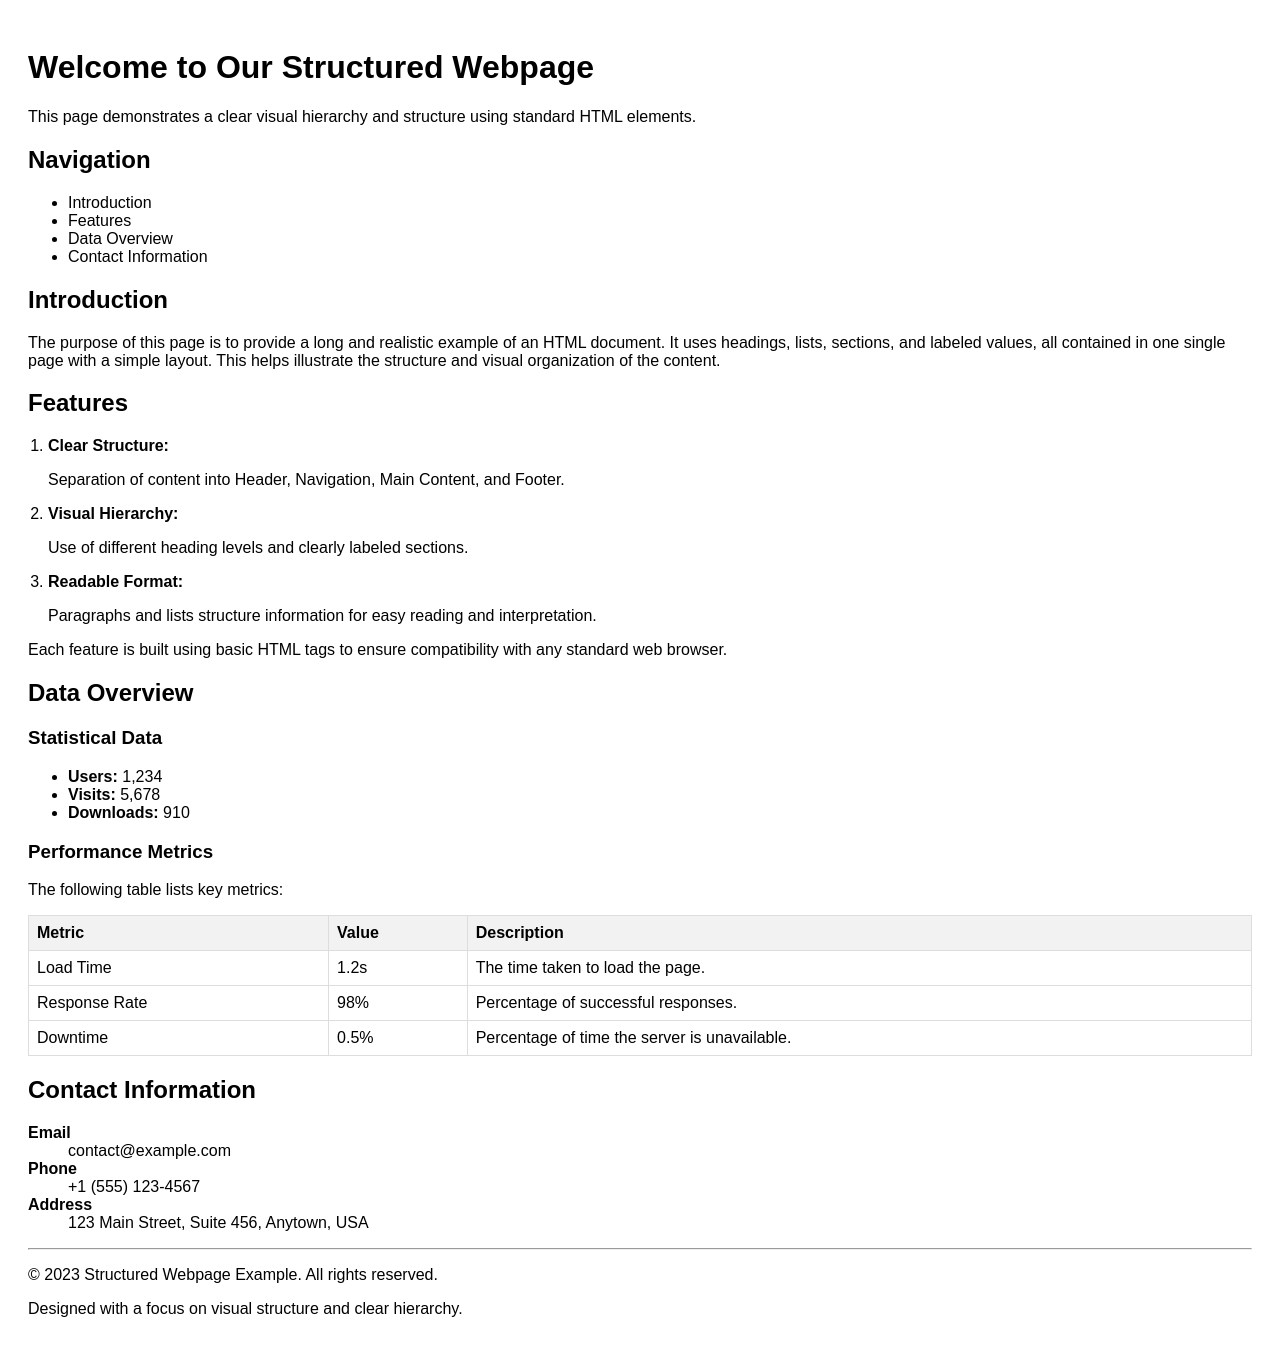 Welcome to Our Structured Webpage
This page demonstrates a clear visual hierarchy and structure using standard HTML elements.
Navigation
• Introduction
• Features
• Data Overview
• Contact Information
Introduction
The purpose of this page is to provide a long and realistic example of an HTML document. It uses headings, lists, sections, and labeled values, all contained in one single
page with a simple layout. This helps illustrate the structure and visual organization of the content.
Features
1. Clear Structure:
Separation of content into Header, Navigation, Main Content, and Footer.
2. Visual Hierarchy:
Use of different heading levels and clearly labeled sections.
3. Readable Format:
Paragraphs and lists structure information for easy reading and interpretation.
Each feature is built using basic HTML tags to ensure compatibility with any standard web browser.
Data Overview
Statistical Data
• Users: 1,234
• Visits: 5,678
• Downloads: 910
Performance Metrics
The following table lists key metrics:
Metric Value Description
Load Time 1.2s The time taken to load the page.
Response Rate 98% Percentage of successful responses.
Downtime 0.5% Percentage of time the server is unavailable.
Contact Information
Email
contact@example.com
Phone
+1 (555) 123-4567
Address
123 Main Street, Suite 456, Anytown, USA
© 2023 Structured Webpage Example. All rights reserved.
Designed with a focus on visual structure and clear hierarchy.